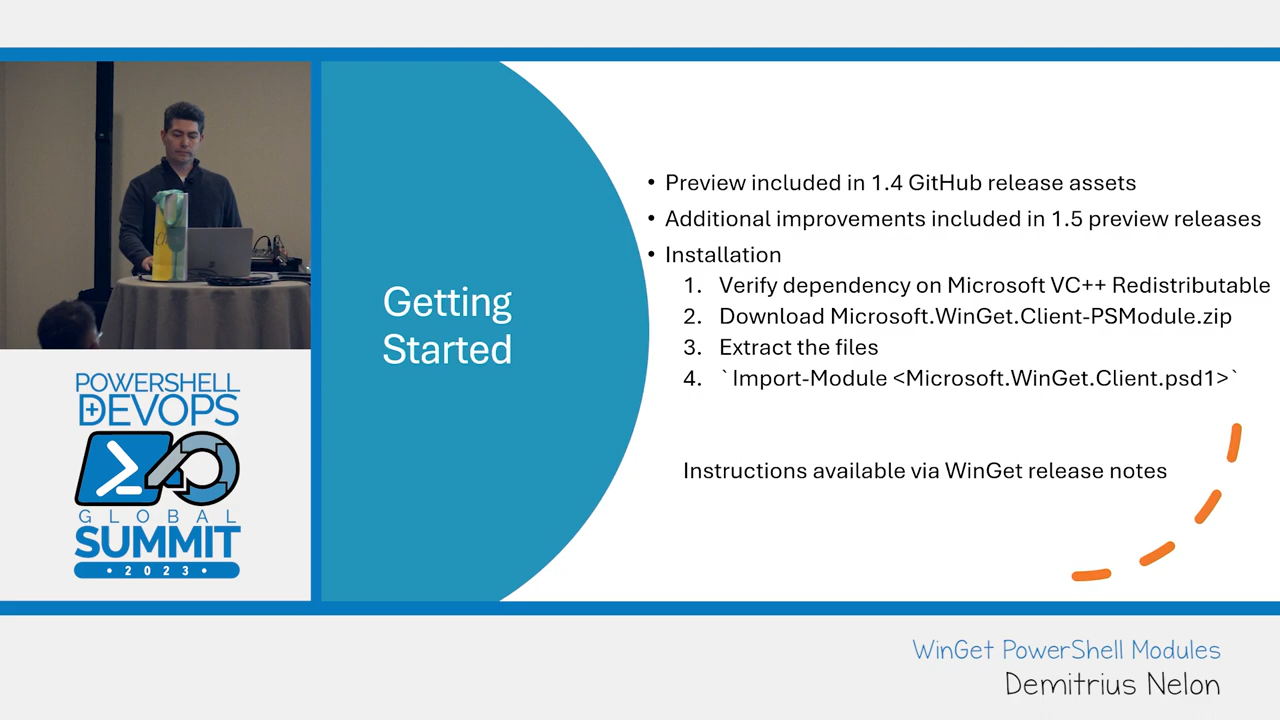 Getting
Started
• Preview included in 1.4 GitHub release assets
• Additional improvements included in 1.5 preview releases
• Installation
1. Verify dependency on Microsoft VC++ Redistributable
2. Download Microsoft.WinGet.Client-PSModule.zip
3. Extract the files
4. `Import-Module <Microsoft.WinGet.Client.psd1>`
Instructions available via WinGet release notes
POWERSHELL
+DEVOPS
GLOBAL
SUMMIT
• 2023 •
WinGet PowerShell Modules
Demitrius Nelon